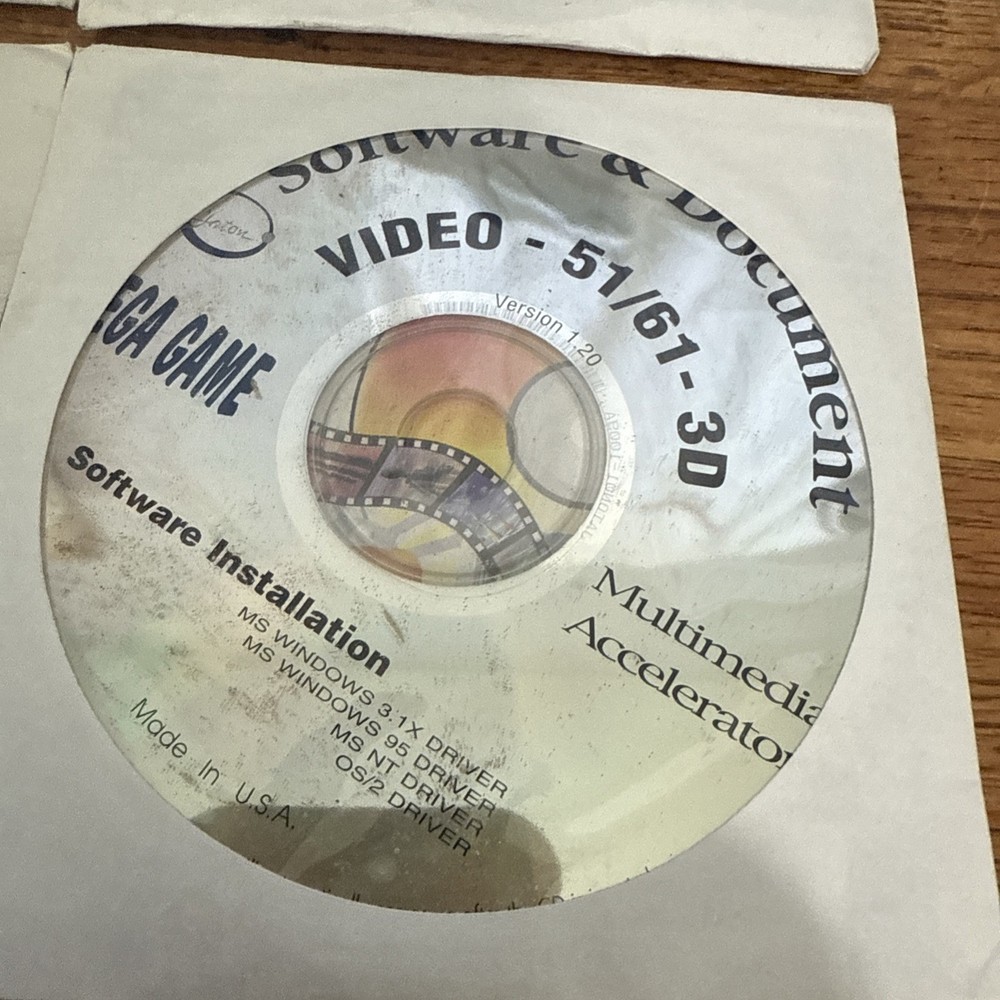 Software & Document
VIDEO - 51/61 - 3D
Version 1.20
EGA GAME
Software Installation
MS WINDOWS 3.1X DRIVER
MS WINDOWS 95 DRIVER
MS NT DRIVER
OS/2 DRIVER
Made In U.S.A.
Multimedia
Accelerator